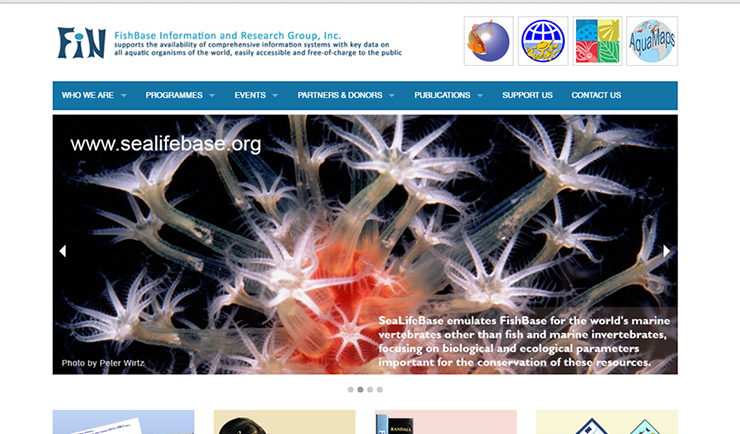 FiN
FishBase Information and Research Group, Inc.
supports the availability of comprehensive information systems with key data on
all aquatic organisms of the world, easily accessible and free-of-charge to the public
AquaMaps
WHO WE ARE PROGRAMMES EVENTS PARTNERS & DONORS PUBLICATIONS SUPPORT US CONTACT US
www.sealifebase.org
SeaLifeBase emulates FishBase for the world's marine
vertebrates other than fish and marine invertebrates,
focusing on biological and ecological parameters
important for the conservation of these resources.
Photo by Peter Wirtz
RANDALL